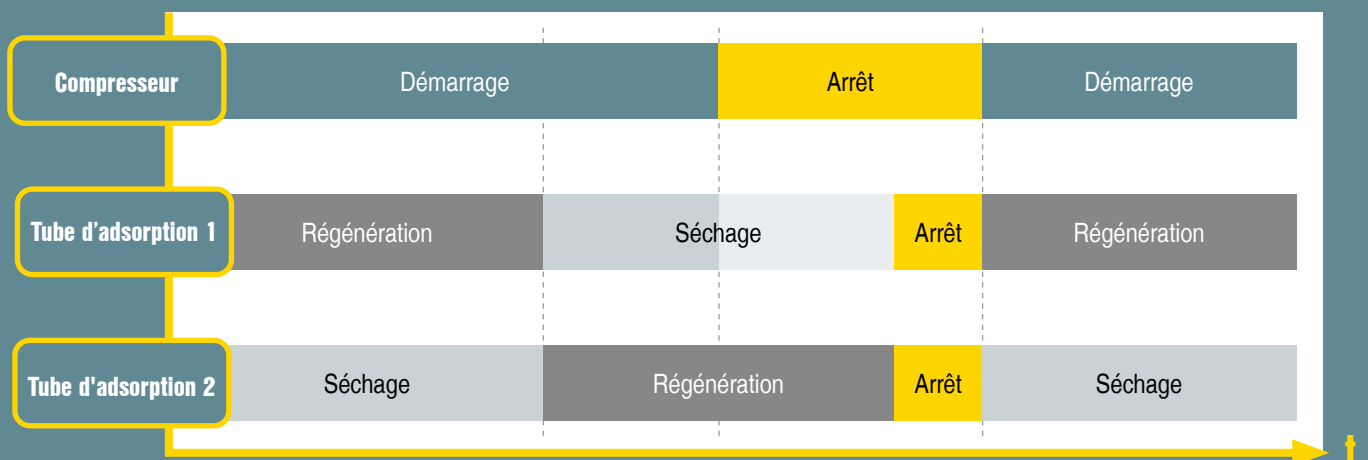 Compresseur Démarrage Arrêt Démarrage
Tube d’adsorption 1 Régénération Séchage Arrêt Régénération
Tube d'adsorption 2 Séchage Régénération Arrêt Séchage
t